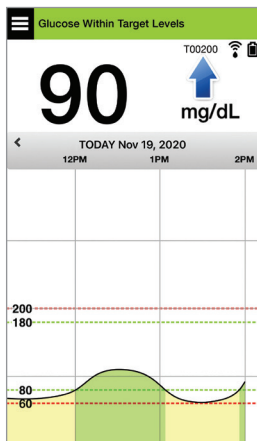 Glucose Within Target Levels
T00200
90
mg/dL
TODAY Nov 19, 2020
12PM 1PM 2PM
200
180
80
60